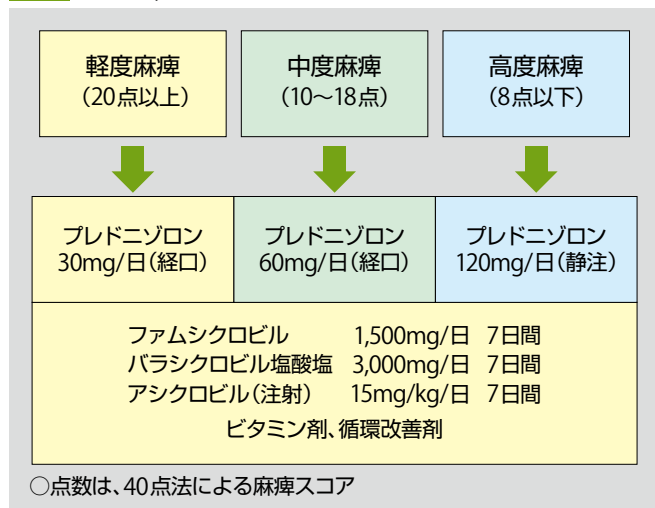 軽度麻痺
（20点以上）
中度麻痺
（10〜18点）
高度麻痺
（8点以下）
プレドニゾロン
30mg/日（経口）
プレドニゾロン
60mg/日（経口）
プレドニゾロン
120mg/日（静注）
ファムシクロビル 1,500mg/日 7日間
バラシクロビル塩酸塩 3,000mg/日 7日間
アシクロビル（注射） 15mg/kg/日 7日間
ビタミン剤、循環改善剤
○点数は、40点法による麻痺スコア